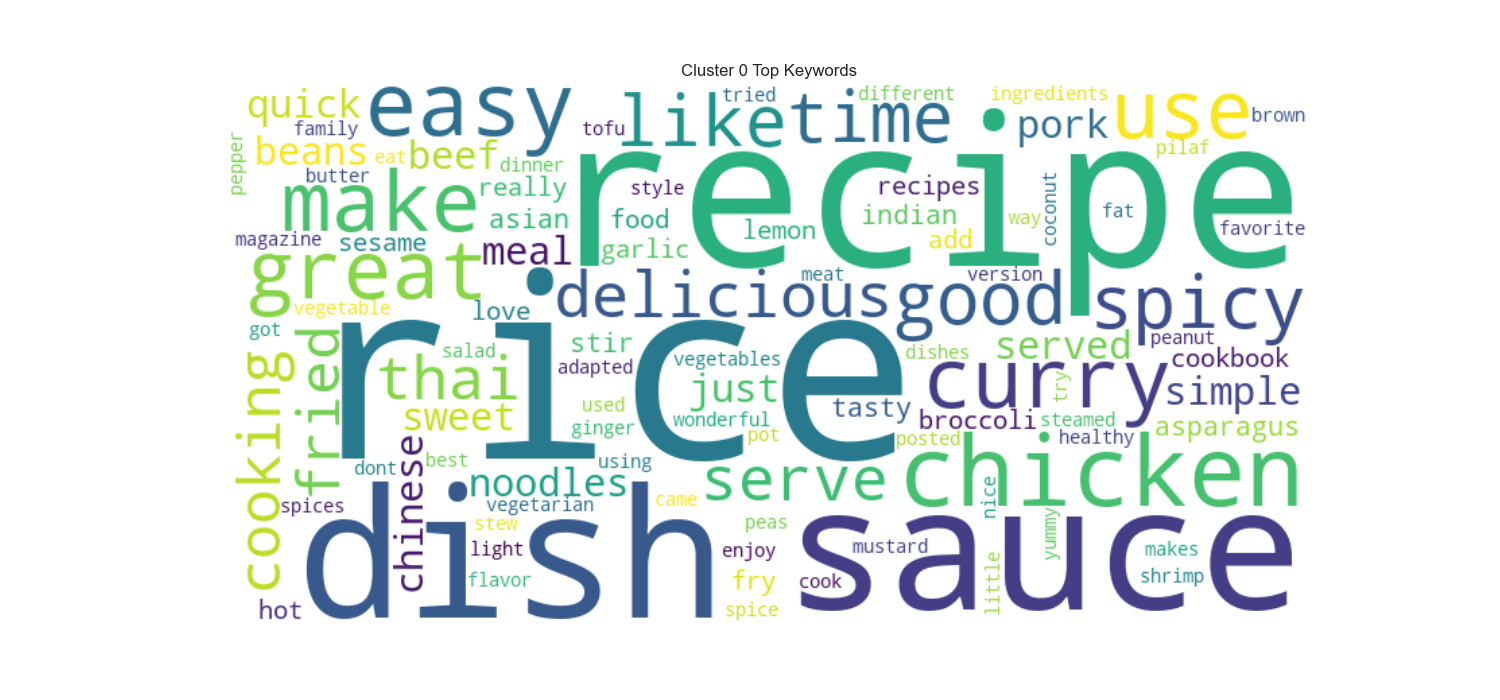 Cluster 0 Top Keywords
quick
easy
like
tried
time
different
ingredients
use
brown
family
tofu
pork
pilaf
pepper
beans
eat
beef
dinner
recipe
butter
make
really
style
recipes
coconut
fat
asian
food
lemon
indian
way
favorite
magazine
sesame
meal
garlic
add
great
delicious
meat
good
version
spicy
vegetable
love
got
fried
rice
stir
served
peanut
salad
vegetables
dishes
cookbook
thai
adapted
just
curry
try
simple
cooking
sweet
used
tasty
wonderful
broccoli
steamed
asparagus
ginger
pot
posted
healthy
dont
best
using
chinese
noodles
serve
chicken
spices
vegetarian
came
nice
dish
stew
peas
sauce
yummy
light
enjoy
mustard
makes
flavor
fry
cook
little
shrimp
hot
spice